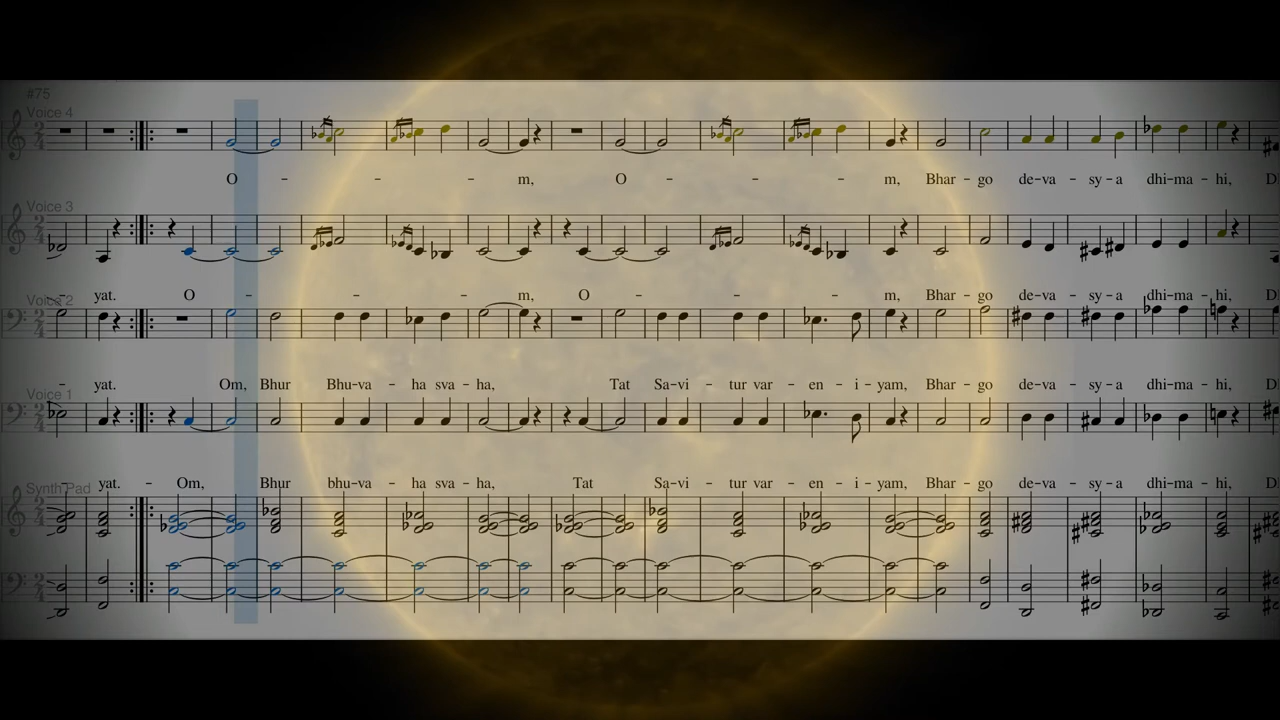 #75
Voice 4
O - - - m, O - - - m, Bhar - go de - va - sy - a dhi - ma - hi, D
Voice 3
- yat. O - - - m, O - - - m, Bhar - go de - va - sy - a dhi - ma - hi, D
Voice 2
- yat. Om, Bhur Bhu - va - ha sva - ha, Tat Sa - vi - tur var - en - i - yam, Bhar - go de - va - sy - a dhi - ma - hi, D
Voice 1
- yat. - Om, Bhur bhu - va - ha sva - ha, Tat Sa - vi - tur var - en - i - yam, Bhar - go de - va - sy - a dhi - ma - hi, D
Synth Pad